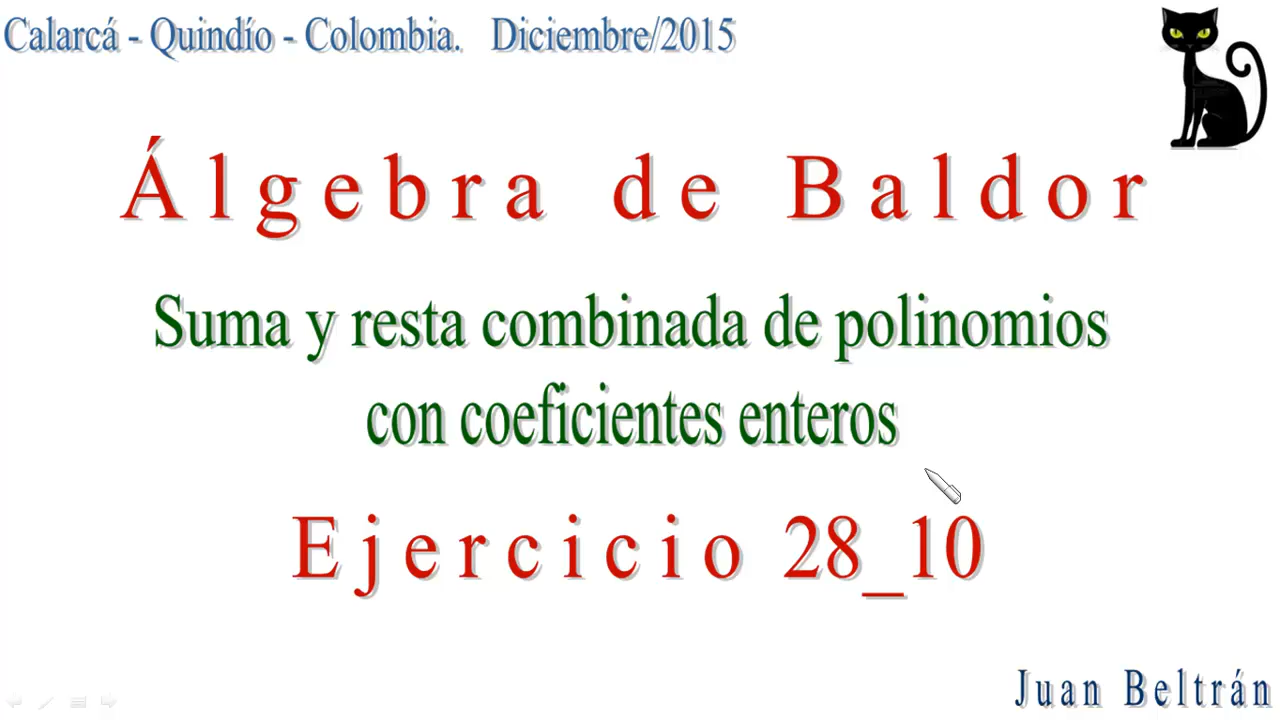 Calarcá - Quindío - Colombia.   Diciembre/2015
Álgebra de Baldor
Suma y resta combinada de polinomios
con coeficientes enteros
Ejercicio 28_10
Juan Beltrán